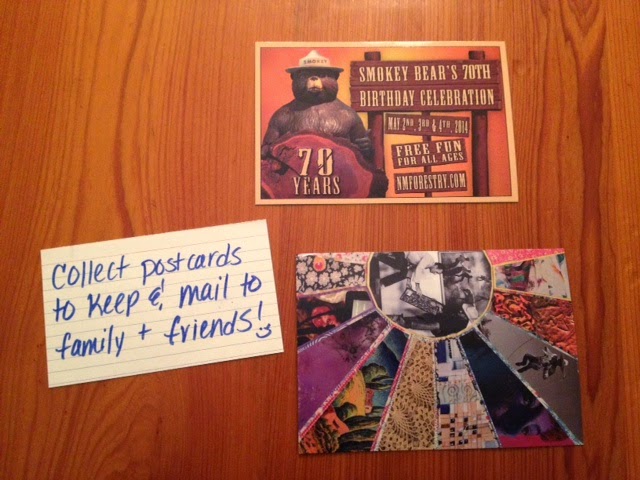 SMOKEY
SMOKEY BEAR'S 70TH
BIRTHDAY CELEBRATION
MAY 2ND, 3RD & 4TH, 2014
FREE FUN
FOR ALL AGES
NMFORESTRY.COM
70
YEARS
Collect postcards
to keep & mail to
family + friends!